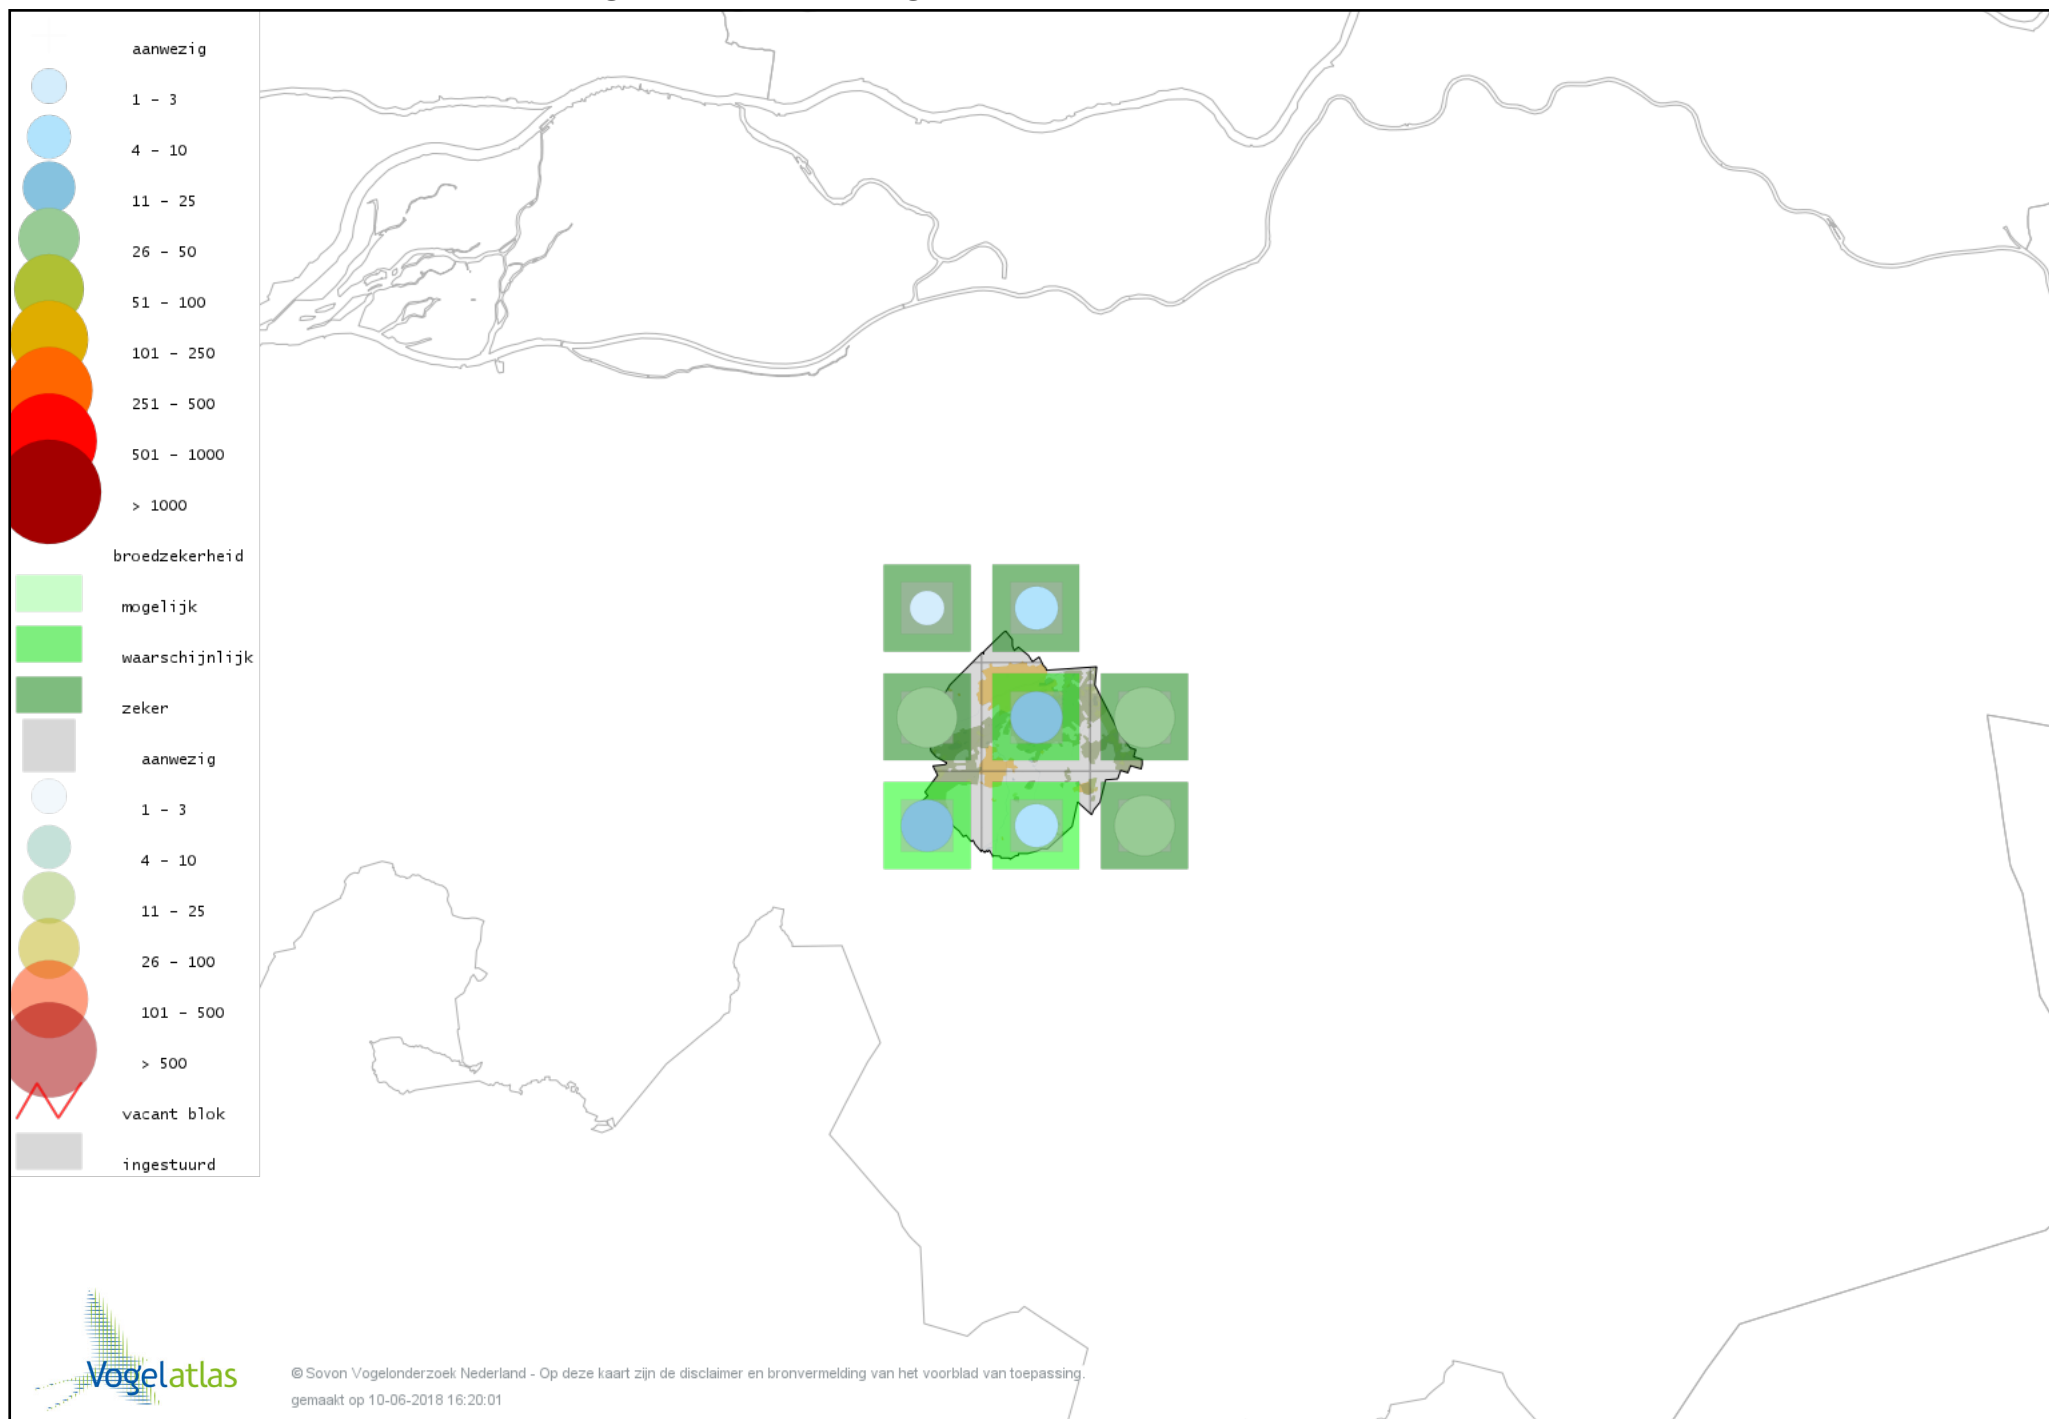 aanwezig
1 - 3
4 - 10
11 - 25
26 - 50
51 - 100
101 - 250
251 - 500
501 - 1000
> 1000
broedzekerheid
mogelijk
waarschijnlijk
zeker
aanwezig
1 - 3
4 - 10
11 - 25
26 - 100
101 - 500
> 500
vacant blok
ingestuurd
Vogelatlas
© Sovon Vogelonderzoek Nederland - Op deze kaart zijn de disclaimer en bronvermelding van het voorblad van toepassing.
gemaakt op 10-06-2018 16:20:01